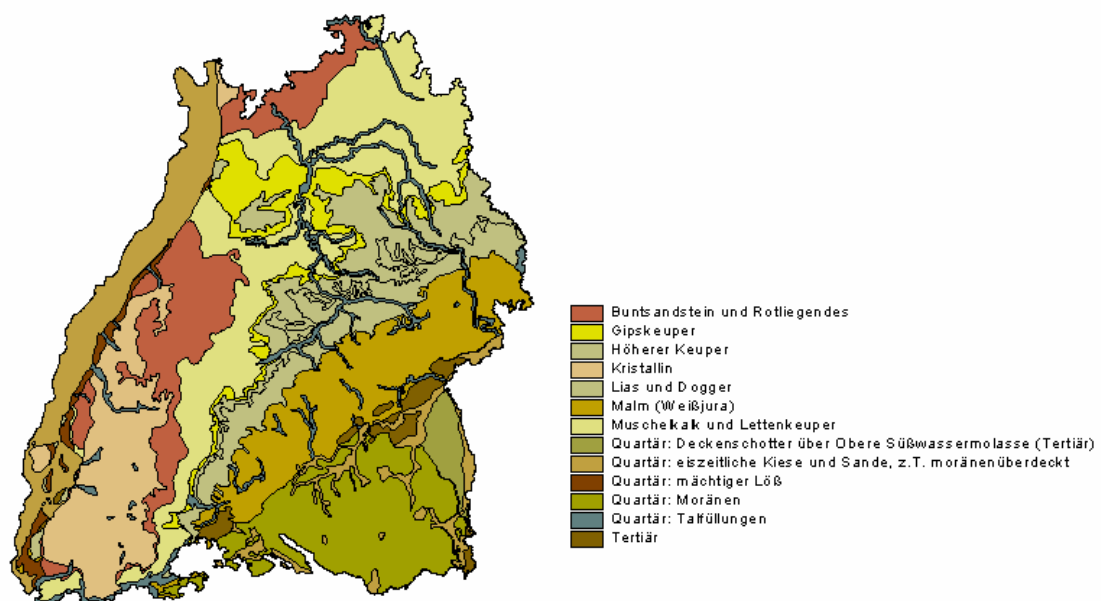 Buntsandstein und Rotliegendes
Gipskeuper
Höherer Keuper
Kristallin
Lias und Dogger
Malm (Weißjura)
Muschelkalk und Lettenkeuper
Quartär: Deckenschotter über Obere Süßwassermolasse (Tertiär)
Quartär: eiszeitliche Kiese und Sande, z.T. moränenüberdeckt
Quartär: mächtiger Löß
Quartär: Moränen
Quartär: Talfüllungen
Tertiär